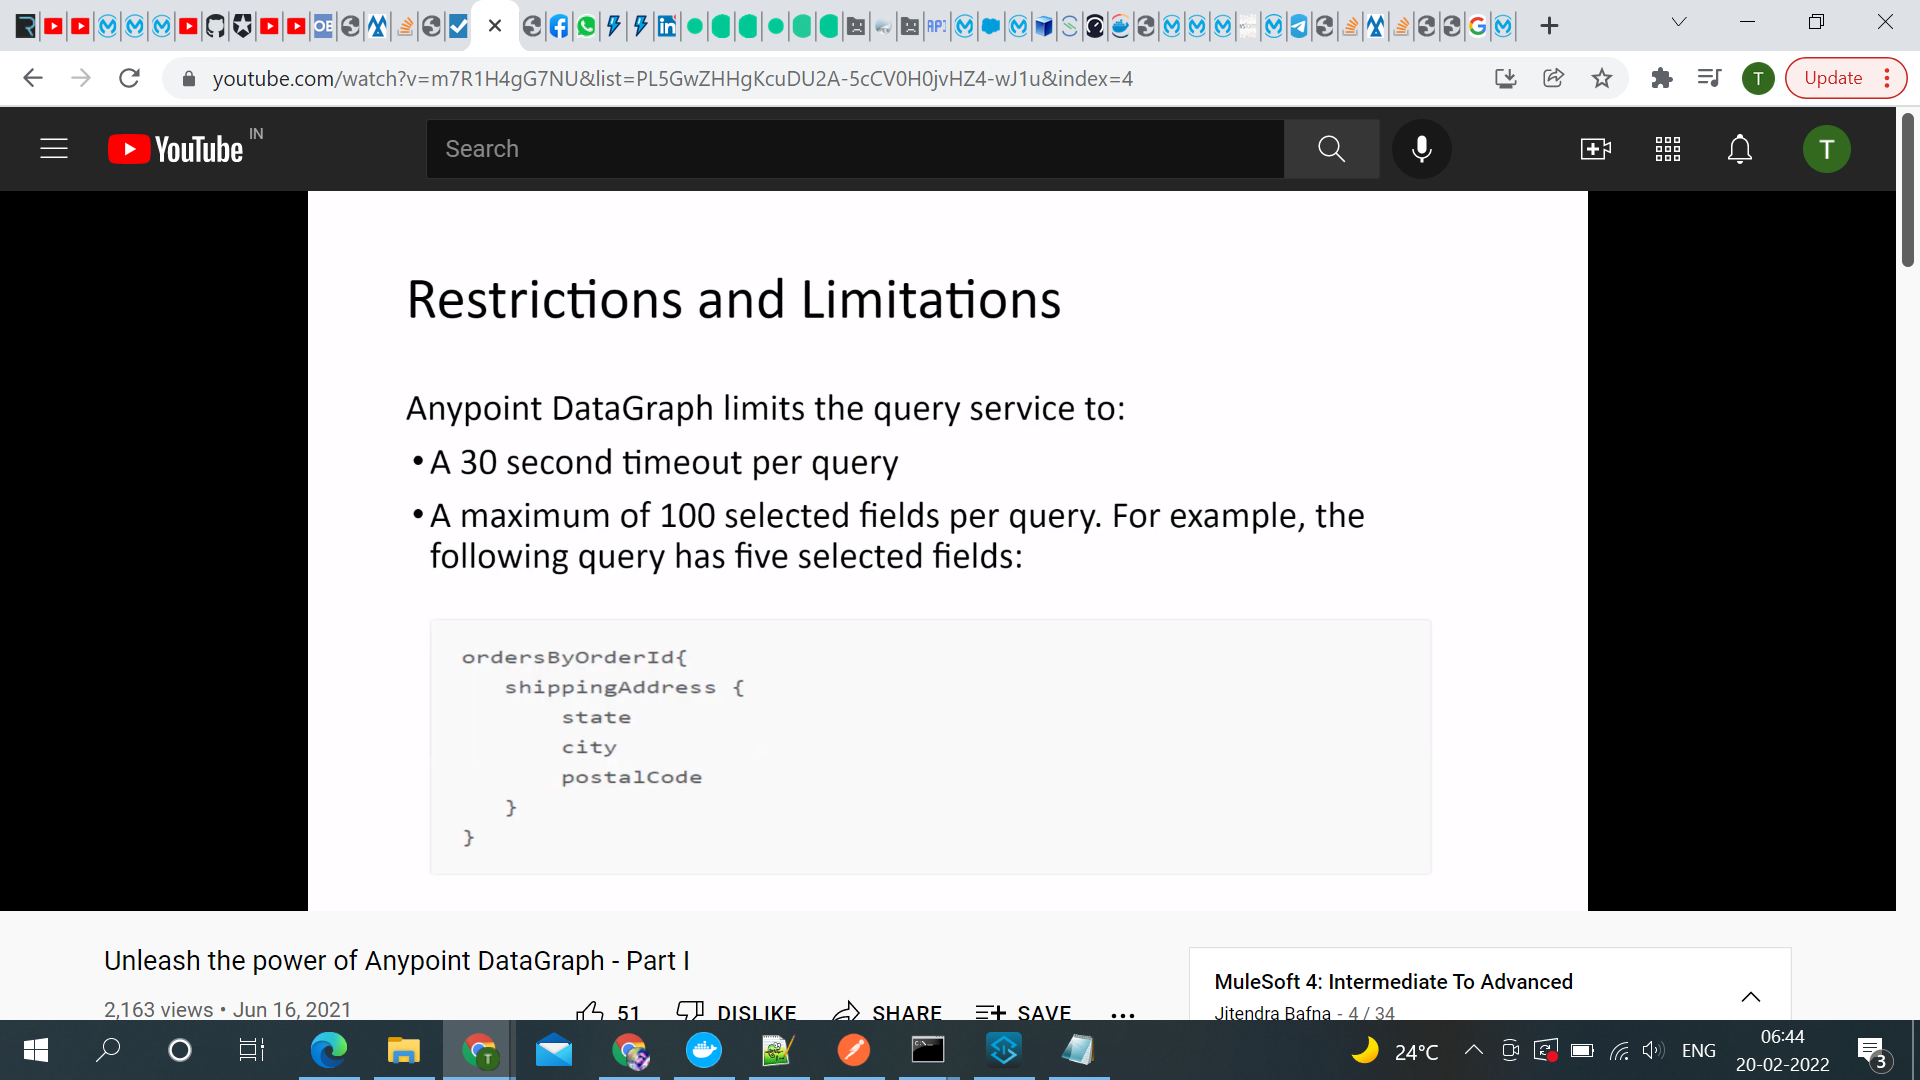 youtube.com/watch?v=m7R1H4gG7NU&list=PL5GwZHHgKcuDU2A-5cCV0H0jvHZ4-wJ1u&index=4
T
Update
YouTube IN
Search
T
Restrictions and Limitations
Anypoint DataGraph limits the query service to:
• A 30 second timeout per query
• A maximum of 100 selected fields per query. For example, the
following query has five selected fields:
ordersByOrderId{
shippingAddress {
state
city
postalCode
}
}
Unleash the power of Anypoint DataGraph - Part I
2,163 views • Jun 16, 2021
51
DISLIKE
SHARE
SAVE
MuleSoft 4: Intermediate To Advanced
Jitendra Bafna - 4 / 34
24°C
ENG
06:44
20-02-2022
3